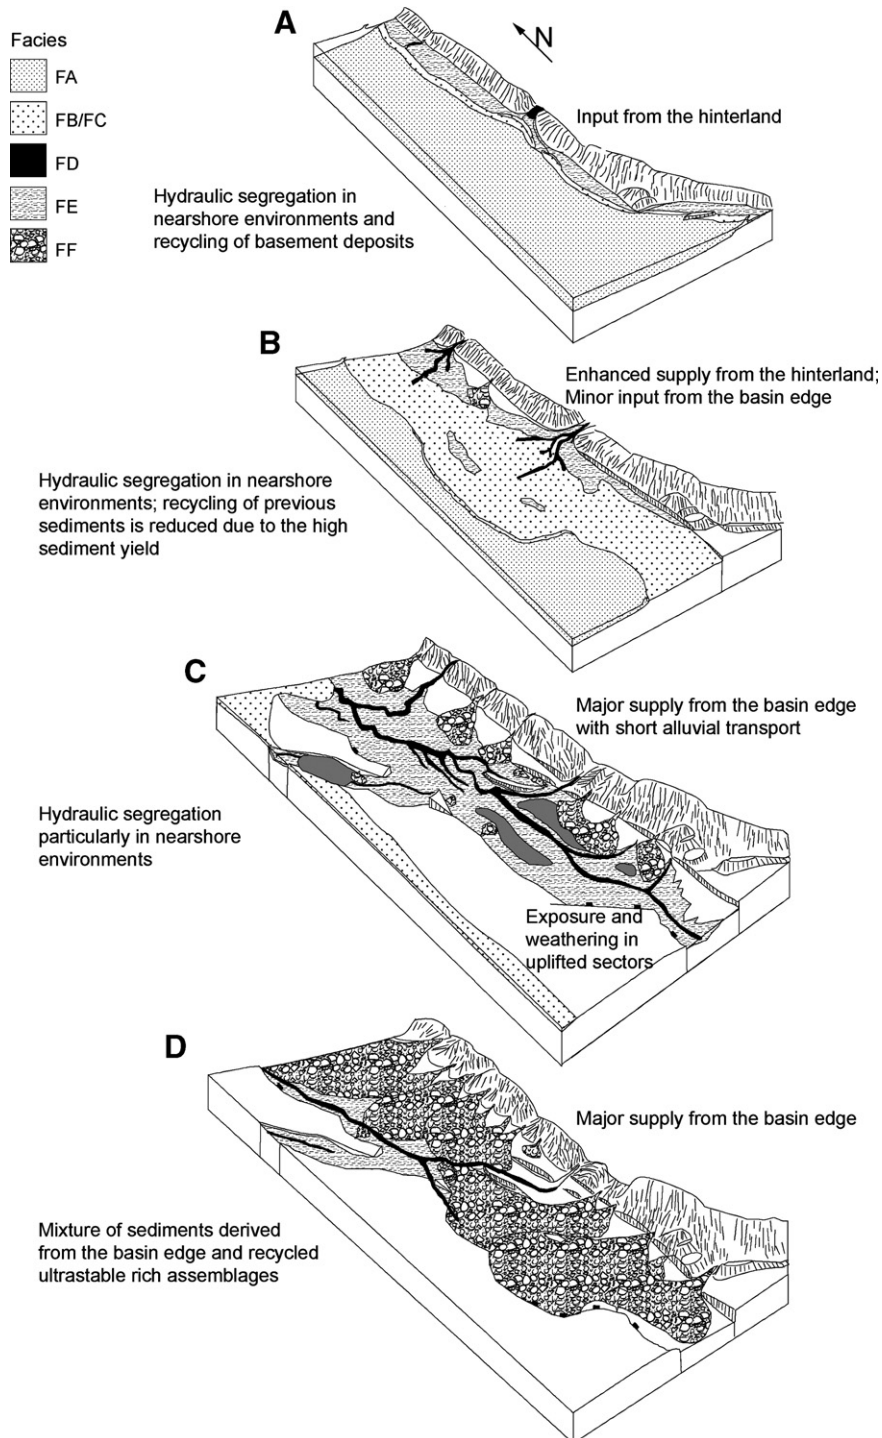 A
N
Facies
FA
FB/FC
FD
FE
FF
Input from the hinterland
Hydraulic segregation in
nearshore environments and
recycling of basement deposits
B
Enhanced supply from the hinterland;
Minor input from the basin edge
Hydraulic segregation in nearshore
environments; recycling of previous
sediments is reduced due to the high
sediment yield
C
Major supply from the basin edge
with short alluvial transport
Hydraulic segregation
particularly in nearshore
environments
Exposure and
weathering in
uplifted sectors
D
Major supply from the basin edge
Mixture of sediments derived
from the basin edge and recycled
ultrastable rich assemblages